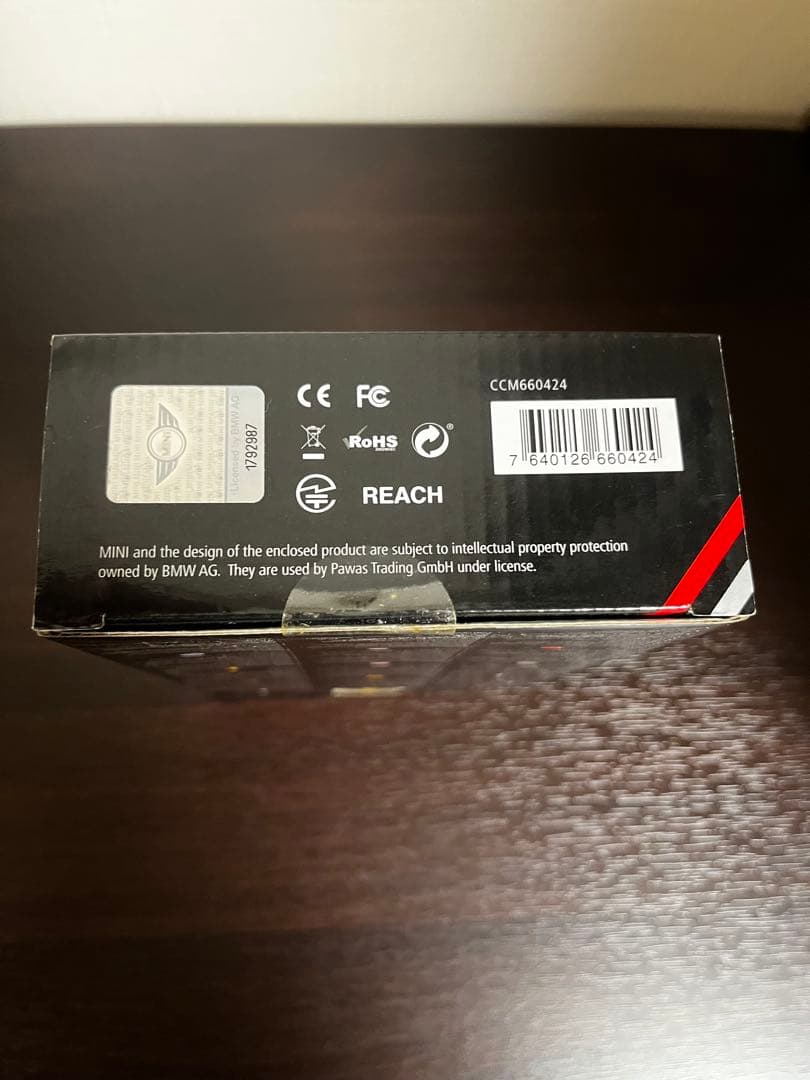 MINI
Licensed by BMW AG
1792987
CE FC
RoHS
REACH
CCM660424
7 640126 660424
MINI and the design of the enclosed product are subject to intellectual property protection
owned by BMW AG. They are used by Pawas Trading GmbH under license.